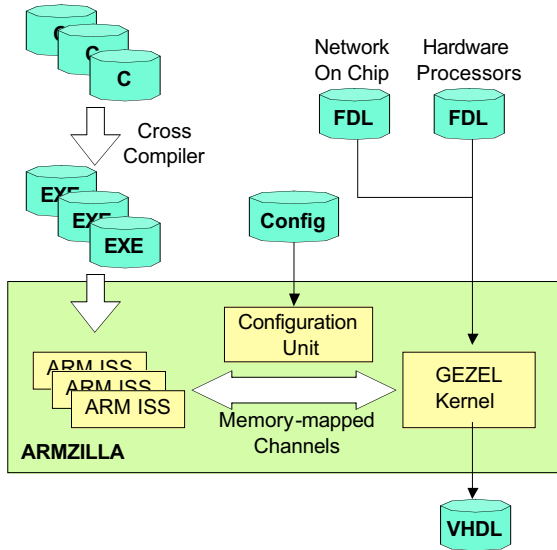 Network
On Chip
Hardware
Processors
C
C
C
FDL
FDL
Cross
Compiler
EXE
EXE
EXE
Config
Configuration
Unit
ARM ISS
ARM ISS
ARM ISS
GEZEL
Kernel
Memory-mapped
Channels
ARMZILLA
VHDL